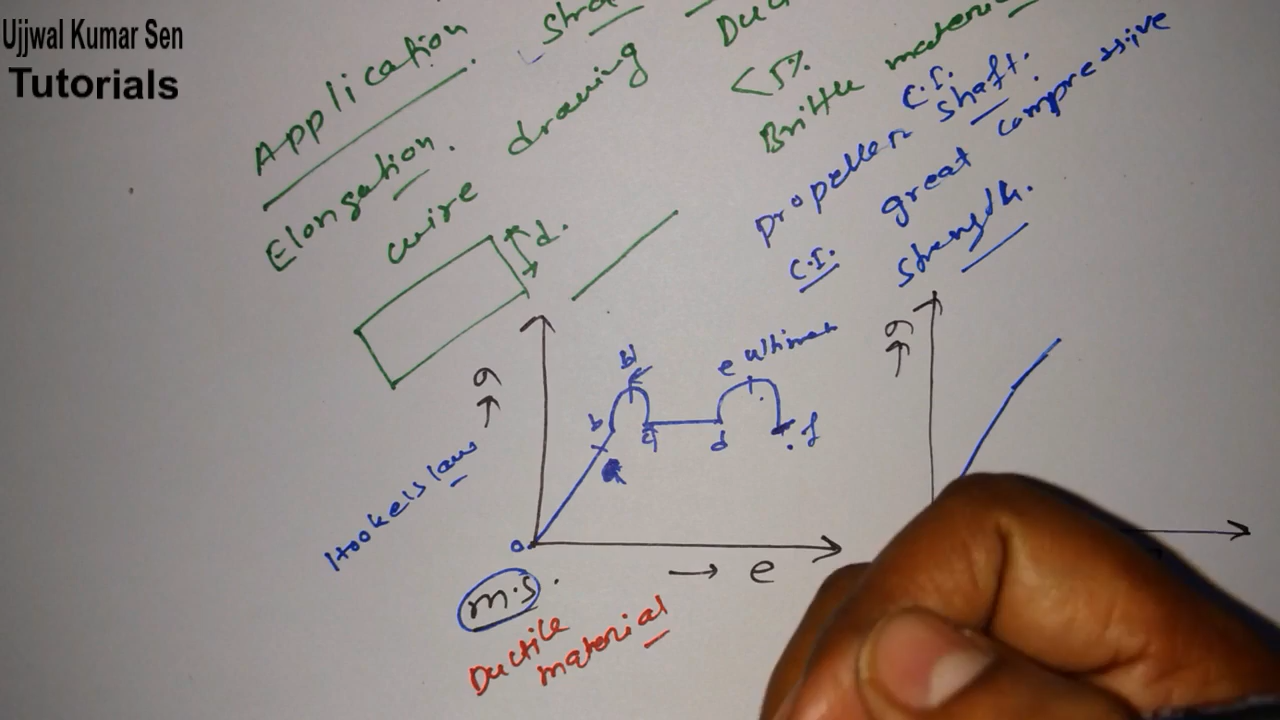 Ujjwal Kumar Sen
Tutorials
Application.
Elongation.
wire drawing
d.
<5%
Brittle
C.I.
propeller shaft.
C.I. great compressive
strength.
σ
b'
b
a
c
d
e
f
o
Hooke's law
e
m.s.
Ductile
material
σ